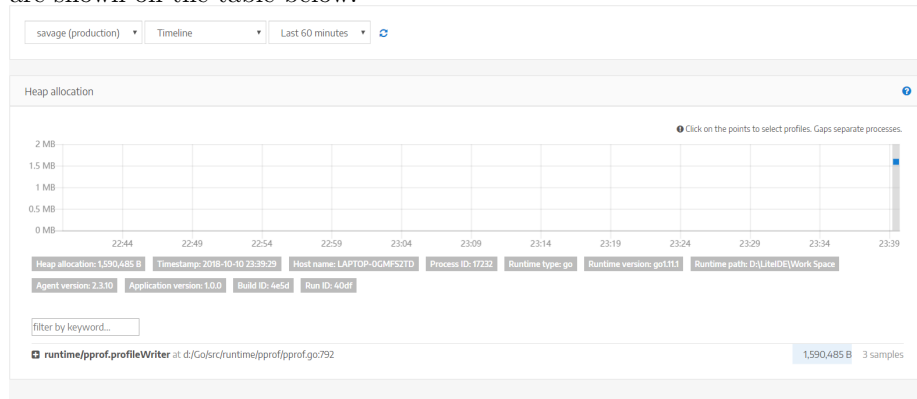 are shown on the table below.
savage (production) Timeline Last 60 minutes
Heap allocation
Click on the points to select profiles. Gaps separate processes.
2 MB
1.5 MB
1 MB
0.5 MB
0 MB
22:44 22:49 22:54 22:59 23:04 23:09 23:14 23:19 23:24 23:29 23:34 23:39
Heap allocation: 1,590,485 B Timestamp: 2018-10-10 23:39:29 Host name: LAPTOP-0GMFS2TD Process ID: 17232 Runtime type: go Runtime version: go1.11.1 Runtime path: D:\LiteIDE\Work Space
Agent version: 2.3.10 Application version: 1.0.0 Build ID: 4e5d Run ID: 40df
filter by keyword...
runtime/pprof.profileWriter at d:/Go/src/runtime/pprof/pprof.go:792 1,590,485 B 3 samples